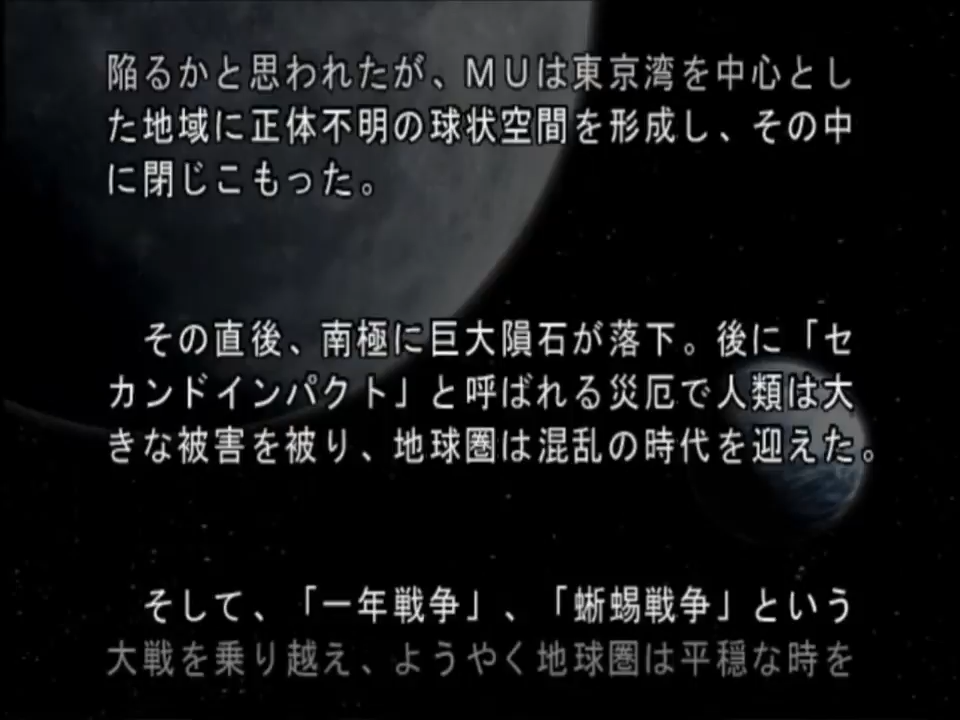 陥るかと思われたが、ＭＵは東京湾を中心とし
た地域に正体不明の球状空間を形成し、その中
に閉じこもった。
　その直後、南極に巨大隕石が落下。後に「セ
カンドインパクト」と呼ばれる災厄で人類は大
きな被害を被り、地球圏は混乱の時代を迎えた。
　そして、「一年戦争」、「蜥蜴戦争」という
大戦を乗り越え、ようやく地球圏は平穏な時を